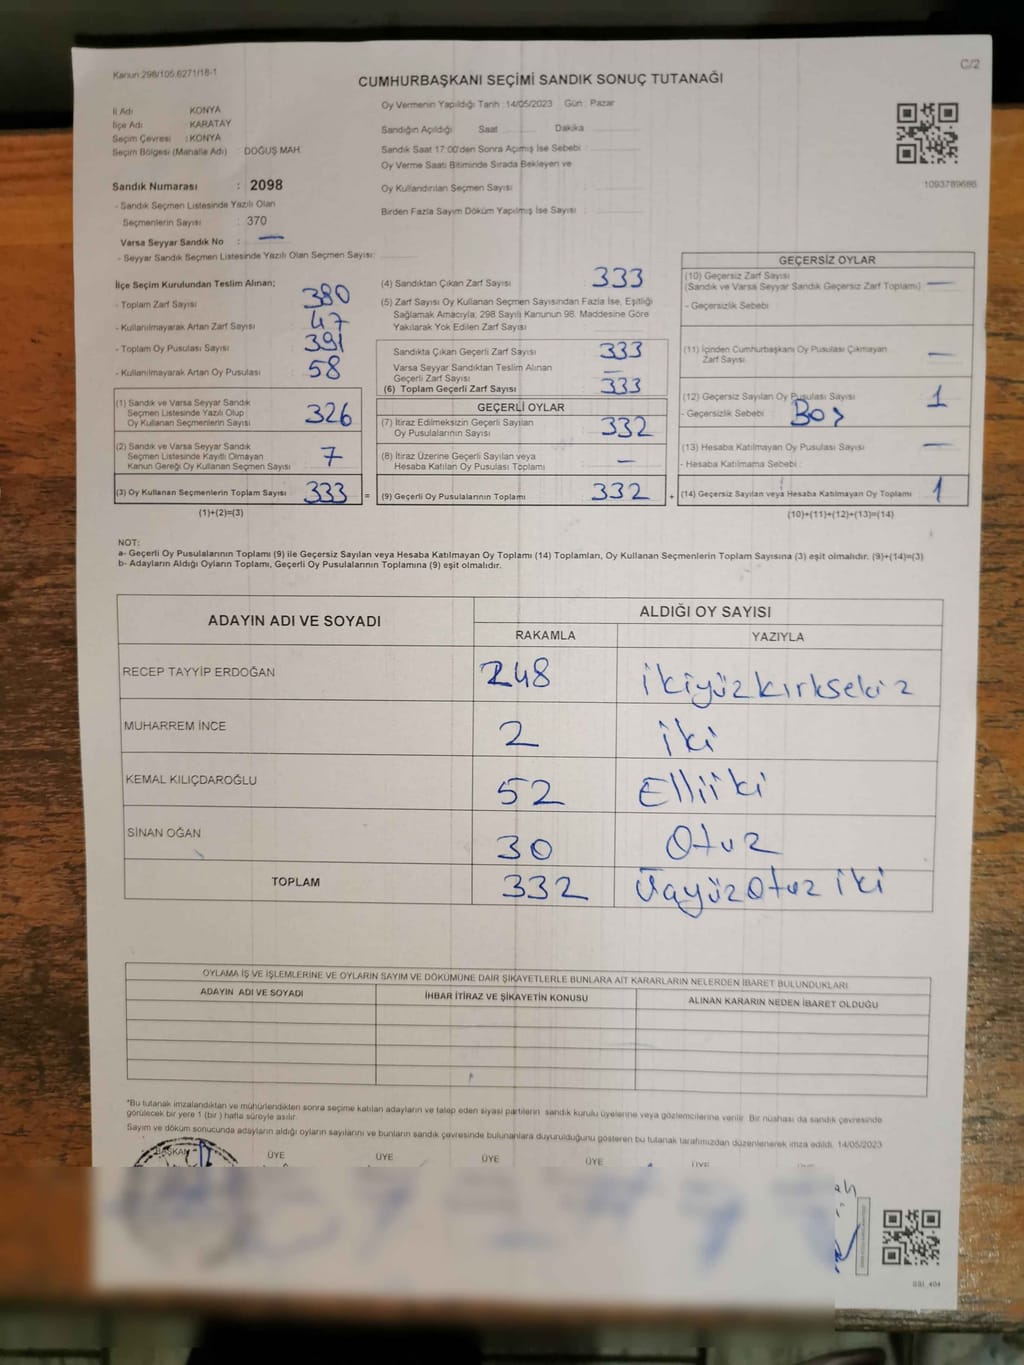 Kanun:298/105,6271/18-1
C/2
CUMHURBAŞKANI SEÇİMİ SANDIK SONUÇ TUTANAĞI
İl Adı KONYA
İlçe Adı KARATAY
Seçim Çevresi : KONYA
Seçim Bölgesi (Mahalle Adı) DOĞUŞ MAH.
Sandık Numarası : 2098
- Sandık Seçmen Listesinde Yazılı Olan
Seçmenlerin Sayısı : 370
Varsa Seyyar Sandık No : —
- Seyyar Sandık Seçmen Listesinde Yazılı Olan Seçmen Sayısı:
Oy Vermenin Yapıldığı Tarih : 14/05/2023 Gün : Pazar
Sandığın Açıldığı Saat Dakika
Sandık Saat 17:00'den Sonra Açımış İse Sebebi
Oy Verme Saati Bitiminde Sırada Bekleyen ve
Oy Kullandırılan Seçmen Sayısı :
Birden Fazla Sayım Döküm Yapılmış İse Sayısı :
1093789686
İlçe Seçim Kurulundan Teslim Alınan;
- Toplam Zarf Sayısı 380
- Kullanılmayarak Artan Zarf Sayısı 47
- Toplam Oy Pusulası Sayısı 391
- Kullanılmayarak Artan Oy Pusulası 58
(1) Sandık ve Varsa Seyyar Sandık
Seçmen Listesinde Yazılı Olup
Oy Kullanan Seçmenlerin Sayısı 326
(2) Sandık ve Varsa Seyyar Sandık
Seçmen Listesinde Kayıtlı Olmayan
Kanun Gereği Oy Kullanan Seçmen Sayısı 7
(3) Oy Kullanan Seçmenlerin Toplam Sayısı 333 =
(1)+(2)=(3)
(4) Sandıktan Çıkan Zarf Sayısı 333
(5) Zarf Sayısı Oy Kullanan Seçmen Sayısından Fazla İse, Eşitliği
Sağlamak Amacıyla, 298 Sayılı Kanunun 98. Maddesine Göre
Yakılarak Yok Edilen Zarf Sayısı
Sandıkta Çıkan Geçerli Zarf Sayısı 333
Varsa Seyyar Sandıktan Teslim Alınan
Geçerli Zarf Sayısı —
(6) Toplam Geçerli Zarf Sayısı 333
GEÇERLİ OYLAR
(7) İtiraz Edilmeksizin Geçerli Sayılan
Oy Pusulalarının Sayısı 332
(8) İtiraz Üzerine Geçerli Sayılan veya
Hesaba Katılan Oy Pusulası Toplamı —
(9) Geçerli Oy Pusulalarının Toplamı 332 +
GEÇERSİZ OYLAR
(10) Geçersiz Zarf Sayısı
(Sandık ve Varsa Seyyar Sandık Geçersiz Zarf Toplamı) —
- Geçersizlik Sebebi :
(11) İçinden Cumhurbaşkanı Oy Pusulası Çıkmayan
Zarf Sayısı —
(12) Geçersiz Sayılan Oy Pusulası Sayısı 1
- Geçersizlik Sebebi : Boş
(13) Hesaba Katılmayan Oy Pusulası Sayısı —
- Hesaba Katılmama Sebebi :
(14) Geçersiz Sayılan veya Hesaba Katılmayan Oy Toplamı 1
(10)+(11)+(12)+(13)=(14)
NOT:
a- Geçerli Oy Pusulalarının Toplamı (9) ile Geçersiz Sayılan veya Hesaba Katılmayan Oy Toplamı (14) Toplamları, Oy Kullanan Seçmenlerin Toplam Sayısına (3) eşit olmalıdır. (9)+(14)=(3)
b- Adayların Aldığı Oyların Toplamı, Geçerli Oy Pusulalarının Toplamına (9) eşit olmalıdır.
ADAYIN ADI VE SOYADI ALDIĞI OY SAYISI
RAKAMLA YAZIYLA
RECEP TAYYİP ERDOĞAN 248 ikiyüzkırksekiz
MUHARREM İNCE 2 iki
KEMAL KILIÇDAROĞLU 52 Elliiki
SİNAN OĞAN 30 Otuz
TOPLAM 332 Üçyüzotuz iki
OYLAMA İŞ VE İŞLEMLERİNE VE OYLARIN SAYIM VE DÖKÜMÜNE DAİR ŞİKAYETLERLE BUNLARA AİT KARARLARIN NELERDEN İBARET BULUNDUKLARI
ADAYIN ADI VE SOYADI İHBAR İTİRAZ VE ŞİKAYETİN KONUSU ALINAN KARARIN NEDEN İBARET OLDUĞU
*Bu tutanak imzalandıktan ve mühürlendikten sonra seçime katılan adayların ve talep eden siyasi partilerin sandık kurulu üyelerine veya gözlemcilerine verilir. Bir nüshası da sandık çevresinde
görülecek bir yere 1 (bir) hafta süreyle asılır.
Sayım ve döküm sonucunda adayların aldığı oyların sayılarını ve bunların sandık çevresinde bulunanlara duyurulduğunu gösteren bu tutanak tarafımızdan düzenlenerek imza edildi. 14/05/2023
BAŞKAN ÜYE ÜYE ÜYE ÜYE ÜYE